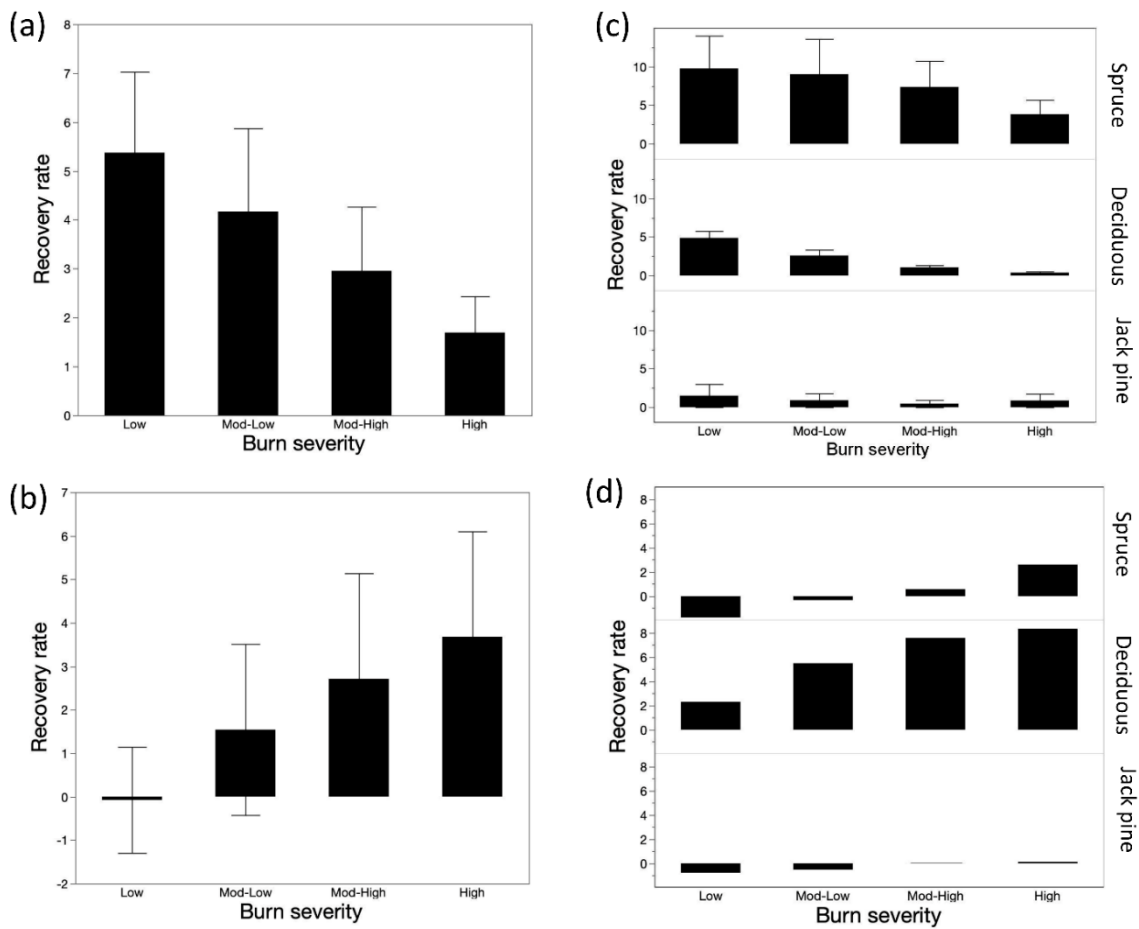 (a)
8
7
6
5
4
3
2
1
0
Recovery rate
Low Mod-Low Mod-High High
Burn severity
(c)
10
5
0
Spruce
10
5
0
Deciduous
10
5
0
Jack pine
Recovery rate
Low Mod-Low Mod-High High
Burn severity
(b)
7
6
5
4
3
2
1
0
-1
-2
Recovery rate
Low Mod-Low Mod-High High
Burn severity
(d)
8
6
4
2
0
Spruce
8
6
4
2
0
Deciduous
8
6
4
2
0
Jack pine
Recovery rate
Low Mod-Low Mod-High High
Burn severity